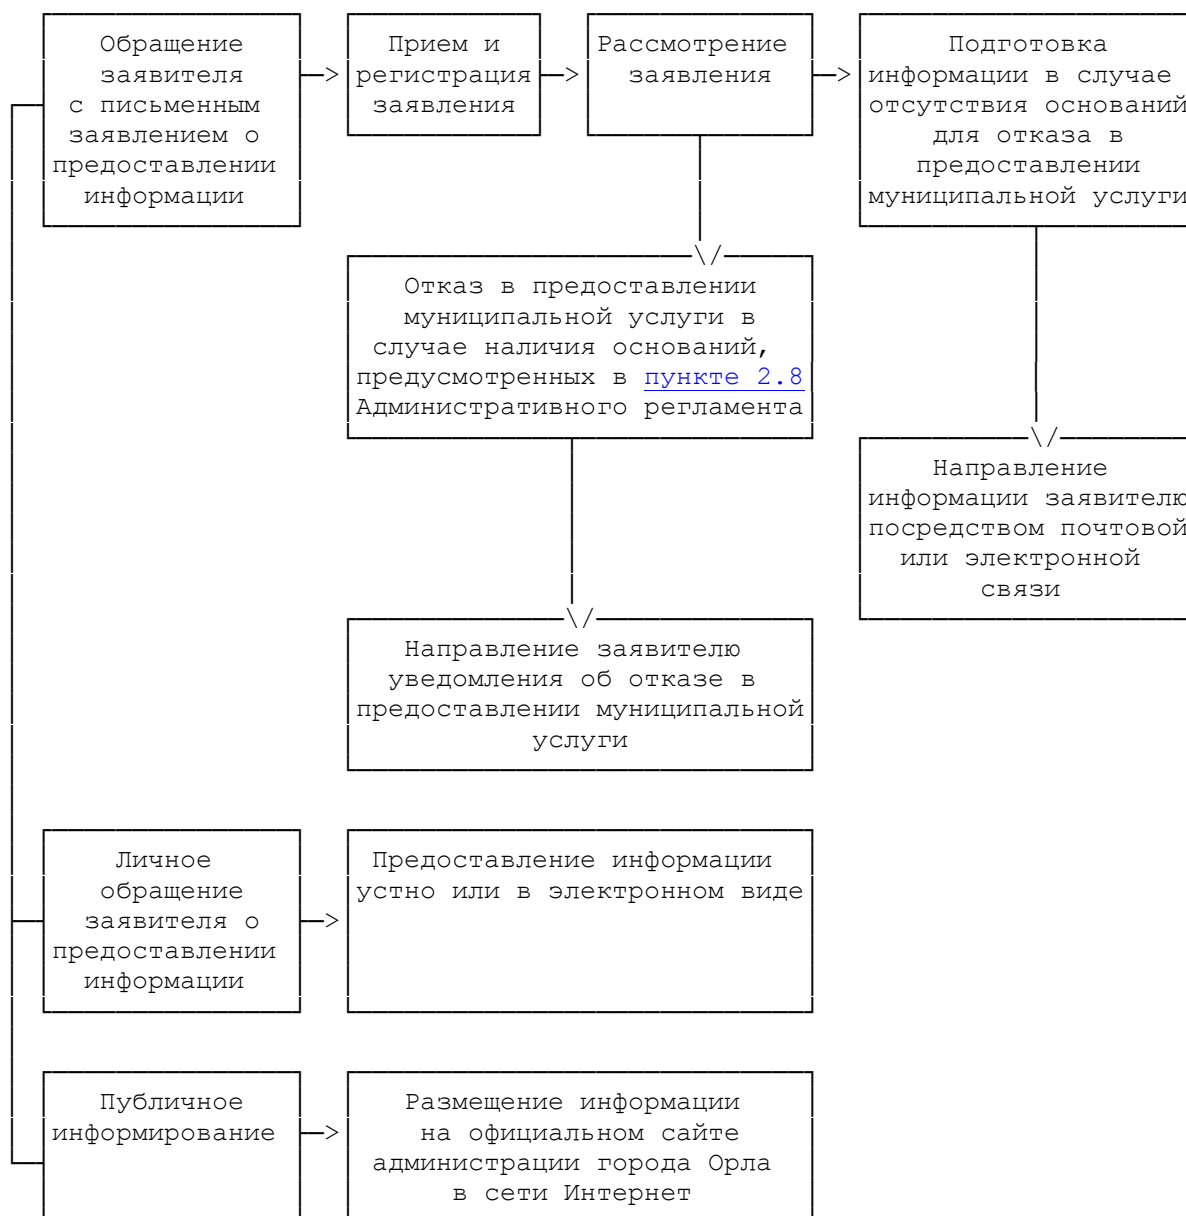 Обращение
заявителя
с письменным
заявлением о
предоставлении
информации
Прием и
регистрация
заявления
Рассмотрение
заявления
Подготовка
информации в случае
отсутствия оснований
для отказа в
предоставлении
муниципальной услуги
Отказ в предоставлении
муниципальной услуги в
случае наличия оснований,
предусмотренных в пункте 2.8
Административного регламента
Направление
информации заявителю
посредством почтовой
или электронной
связи
Направление заявителю
уведомления об отказе в
предоставлении муниципальной
услуги
Личное
обращение
заявителя о
предоставлении
информации
Предоставление информации
устно или в электронном виде
Публичное
информирование
Размещение информации
на официальном сайте
администрации города Орла
в сети Интернет